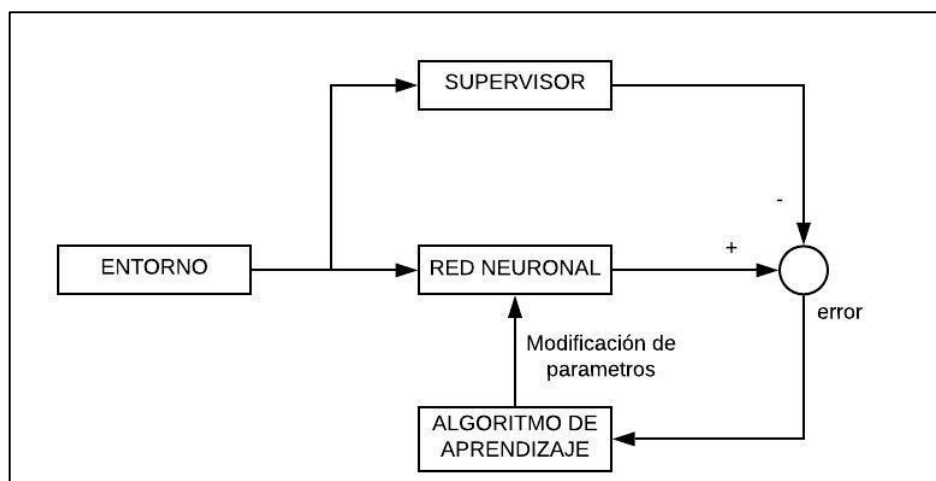 SUPERVISOR
-
ENTORNO
RED NEURONAL
+
error
Modificación de
parametros
ALGORITMO DE
APRENDIZAJE